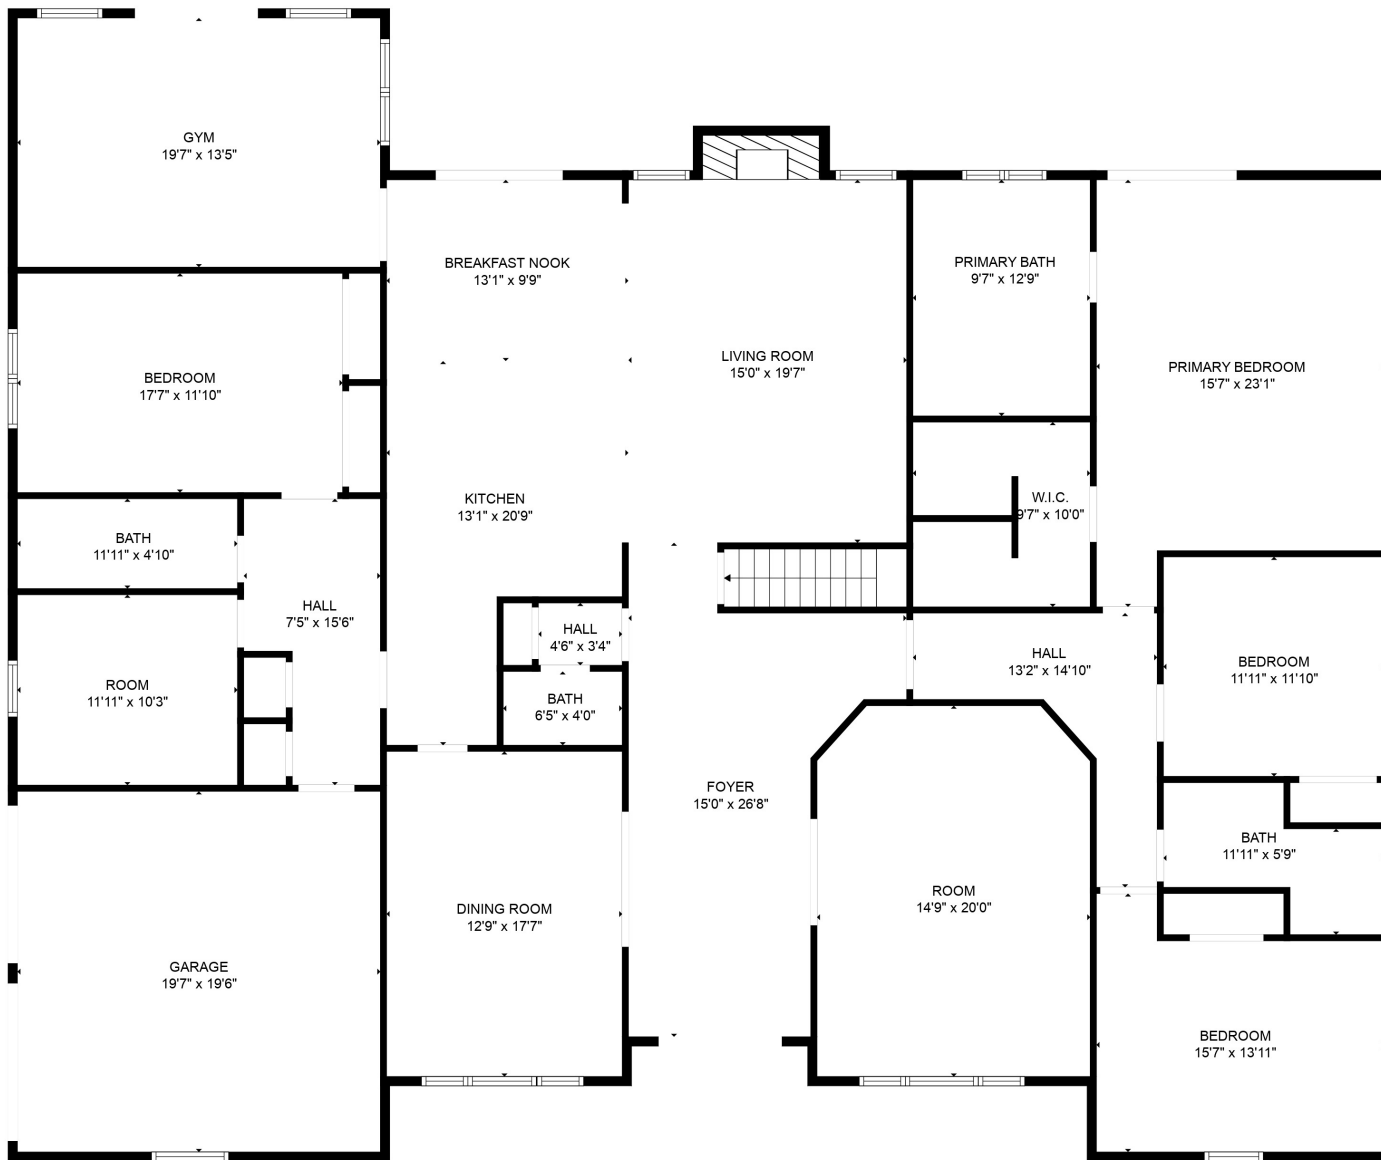 GYM
19'7" x 13'5"
BREAKFAST NOOK
13'1" x 9'9"
PRIMARY BATH
9'7" x 12'9"
LIVING ROOM
15'0" x 19'7"
PRIMARY BEDROOM
15'7" x 23'1"
BEDROOM
17'7" x 11'10"
KITCHEN
13'1" x 20'9"
W.I.C.
9'7" x 10'0"
BATH
11'11" x 4'10"
HALL
7'5" x 15'6"
HALL
4'6" x 3'4"
HALL
13'2" x 14'10"
BEDROOM
11'11" x 11'10"
ROOM
11'11" x 10'3"
BATH
6'5" x 4'0"
FOYER
15'0" x 26'8"
BATH
11'11" x 5'9"
ROOM
14'9" x 20'0"
DINING ROOM
12'9" x 17'7"
GARAGE
19'7" x 19'6"
BEDROOM
15'7" x 13'11"